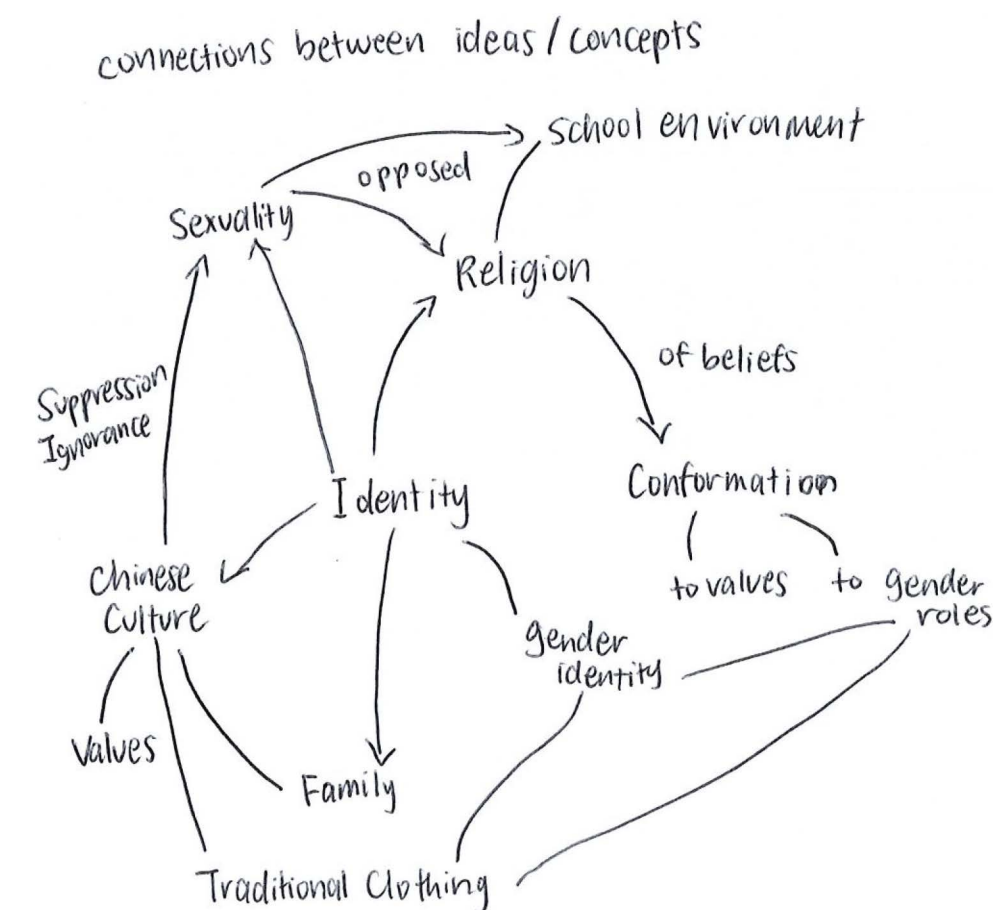 connections between ideas / concepts
school environment
opposed
Sexuality
Religion
of beliefs
Suppression
Ignorance
Conformation
Identity
Chinese
Culture
to values
to gender
roles
gender
identity
Values
Family
Traditional Clothing